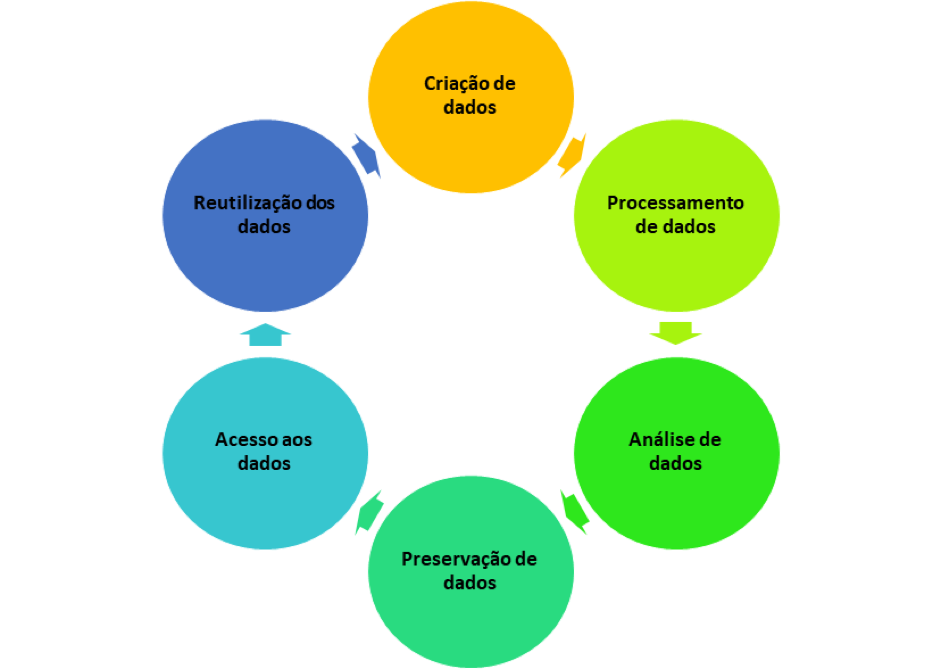 Criação de
dados
Processamento
de dados
Análise de
dados
Preservação de
dados
Acesso aos
dados
Reutilização dos
dados